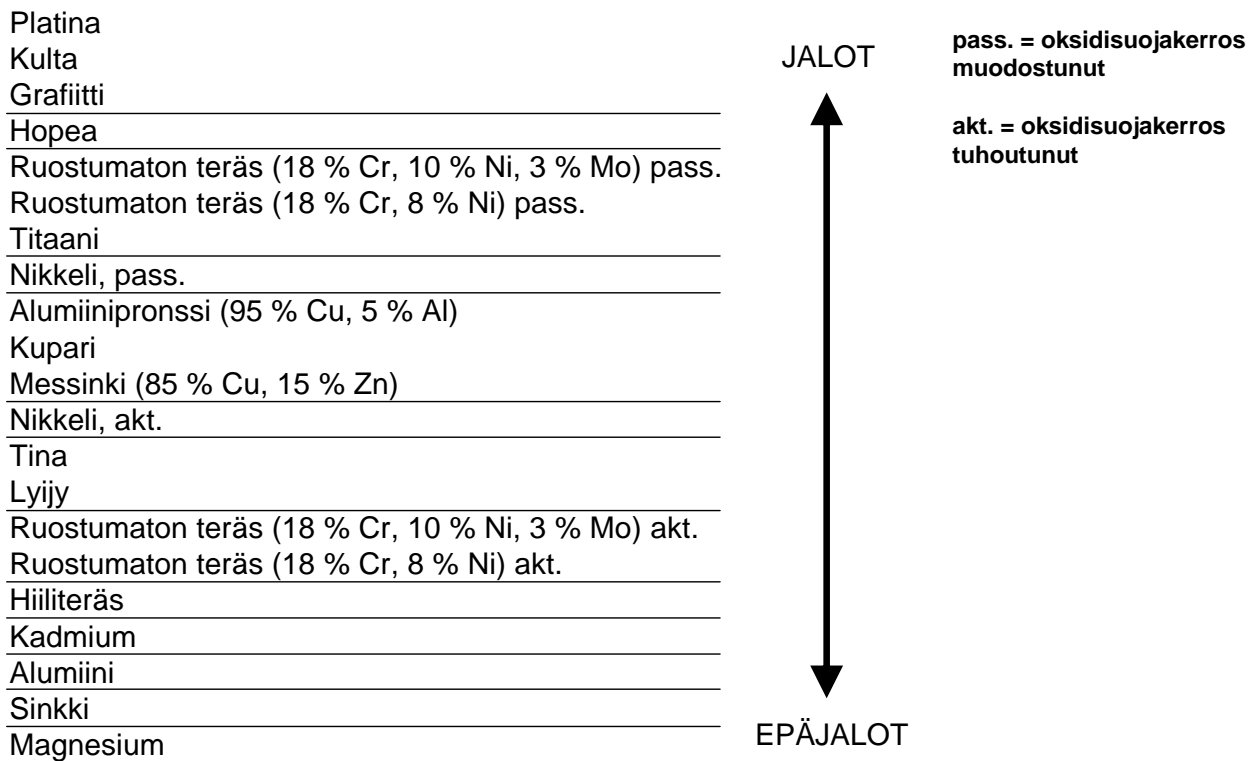 Platina
Kulta
Grafiitti
Hopea
Ruostumaton teräs (18 % Cr, 10 % Ni, 3 % Mo) pass.
Ruostumaton teräs (18 % Cr, 8 % Ni) pass.
Titaani
Nikkeli, pass.
Alumiinipronssi (95 % Cu, 5 % Al)
Kupari
Messinki (85 % Cu, 15 % Zn)
Nikkeli, akt.
Tina
Lyijy
Ruostumaton teräs (18 % Cr, 10 % Ni, 3 % Mo) akt.
Ruostumaton teräs (18 % Cr, 8 % Ni) akt.
Hiiliteräs
Kadmium
Alumiini
Sinkki
Magnesium
JALOT
EPÄJALOT
pass. = oksidisuojakerros
muodostunut
akt. = oksidisuojakerros
tuhoutunut